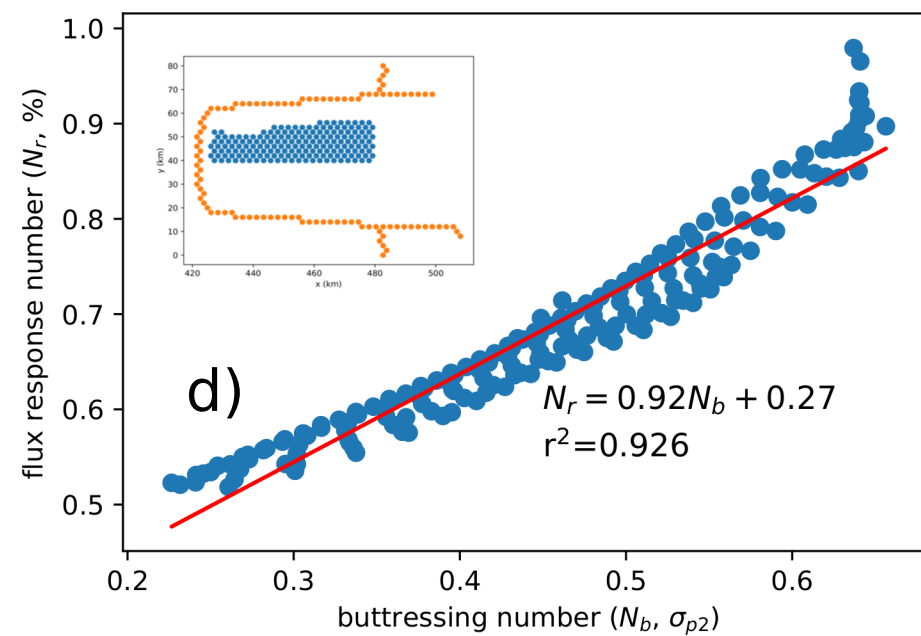 1.0
0.9
0.8
0.7
0.6
0.5
flux response number (Nᵣ, %)
80
70
60
50
40
30
20
10
0
y (km)
420 440 460 480 500
x (km)
d)
Nᵣ = 0.92N_b + 0.27
r²=0.926
0.2 0.3 0.4 0.5 0.6
buttressing number (N_b, σ_p2)